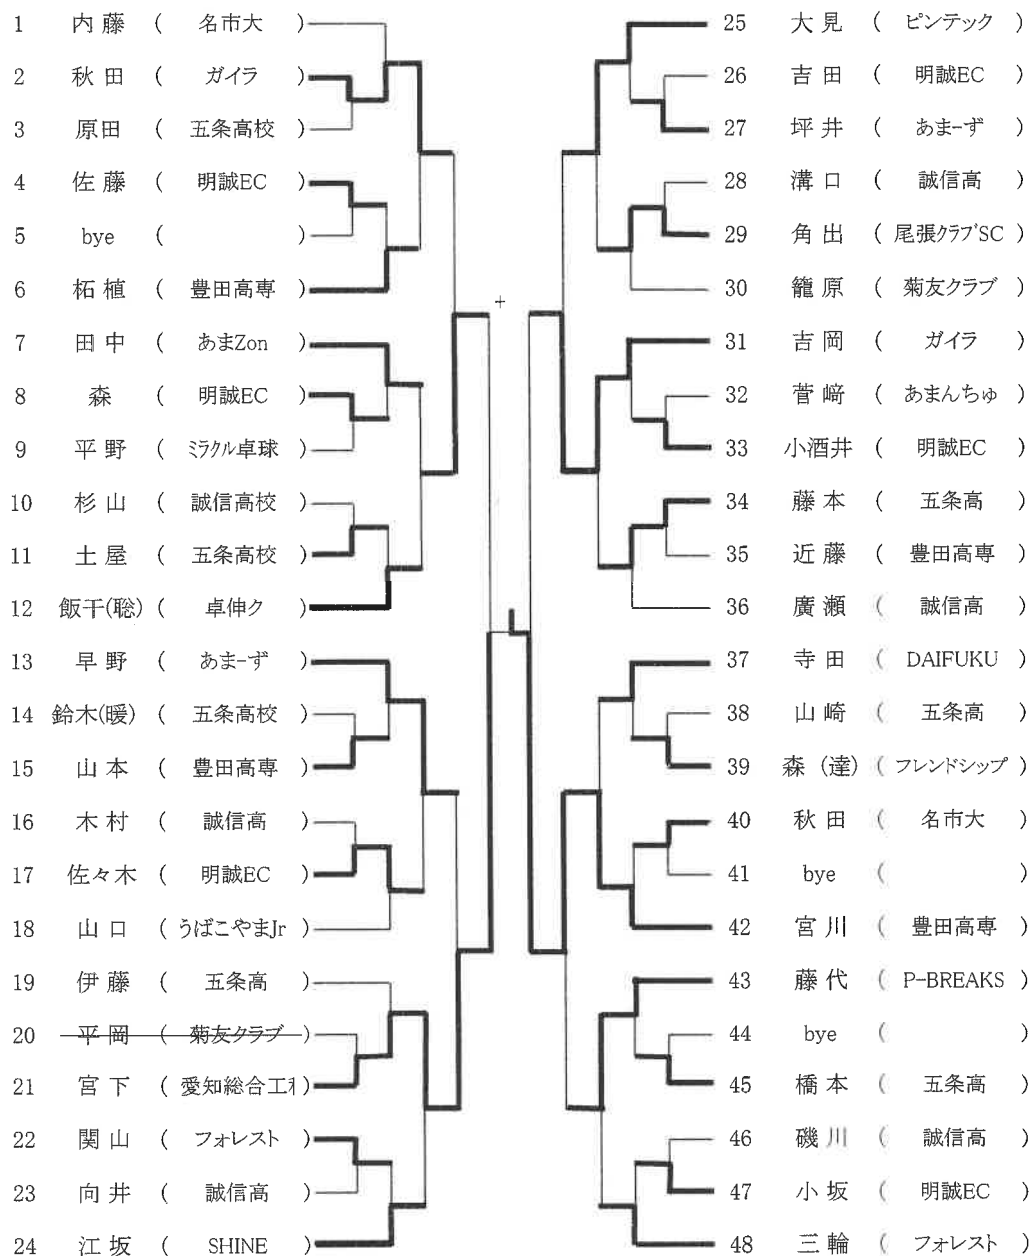 1 内藤 ( 名市大 )
2 秋田 ( ガイラ )
3 原田 ( 五条高校 )
4 佐藤 ( 明誠EC )
5 bye ( )
6 柘植 ( 豊田高専 )
7 田中 ( あまZon )
8 森 ( 明誠EC )
9 平野 ( ミラクル卓球 )
10 杉山 ( 誠信高校 )
11 土屋 ( 五条高校 )
12 飯干(聡) ( 卓伸ク )
13 早野 ( あまーず )
14 鈴木(暖) ( 五条高校 )
15 山本 ( 豊田高専 )
16 木村 ( 誠信高 )
17 佐々木 ( 明誠EC )
18 山口 ( うばこやまJr )
19 伊藤 ( 五条高 )
20 平岡 ( 菊友クラブ )
21 宮下 ( 愛知総合工科 )
22 関山 ( フォレスト )
23 向井 ( 誠信高 )
24 江坂 ( SHINE )
+
25 大見 ( ピンテック )
26 吉田 ( 明誠EC )
27 坪井 ( あまーず )
28 溝口 ( 誠信高 )
29 角出 ( 尾張クラブSC )
30 籠原 ( 菊友クラブ )
31 吉岡 ( ガイラ )
32 菅﨑 ( あまんちゅ )
33 小酒井 ( 明誠EC )
34 藤本 ( 五条高 )
35 近藤 ( 豊田高専 )
36 廣瀬 ( 誠信高 )
37 寺田 ( DAIFUKU )
38 山崎 ( 五条高 )
39 森(達) ( フレンドシップ )
40 秋田 ( 名市大 )
41 bye ( )
42 宮川 ( 豊田高専 )
43 藤代 ( P-BREAKS )
44 bye ( )
45 橋本 ( 五条高 )
46 磯川 ( 誠信高 )
47 小坂 ( 明誠EC )
48 三輪 ( フォレスト )